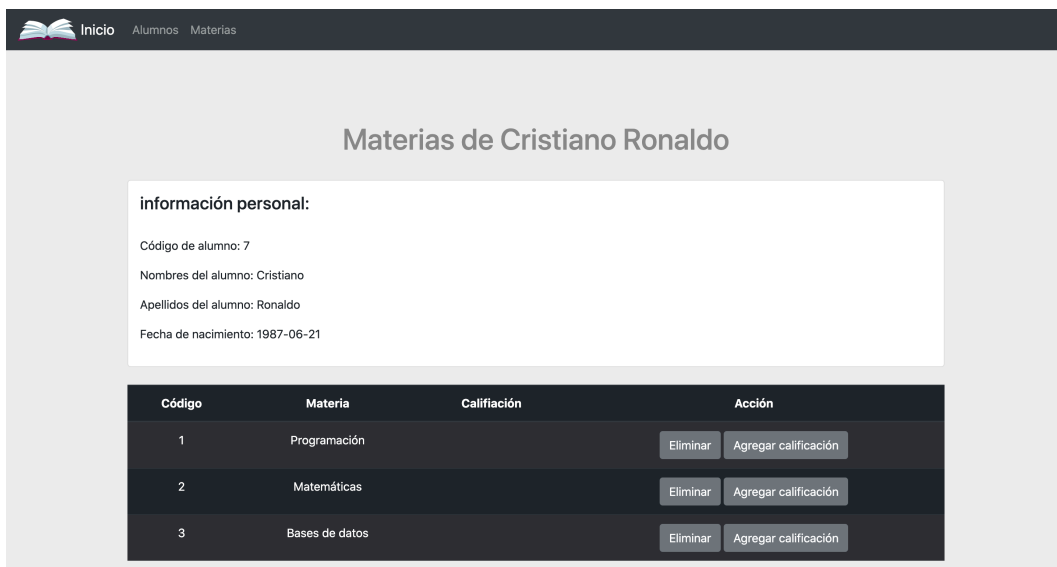 Inicio Alumnos Materias
Materias de Cristiano Ronaldo
información personal:
Código de alumno: 7
Nombres del alumno: Cristiano
Apellidos del alumno: Ronaldo
Fecha de nacimiento: 1987-06-21
Código Materia Califiación Acción
1 Programación Eliminar Agregar calificación
2 Matemáticas Eliminar Agregar calificación
3 Bases de datos Eliminar Agregar calificación